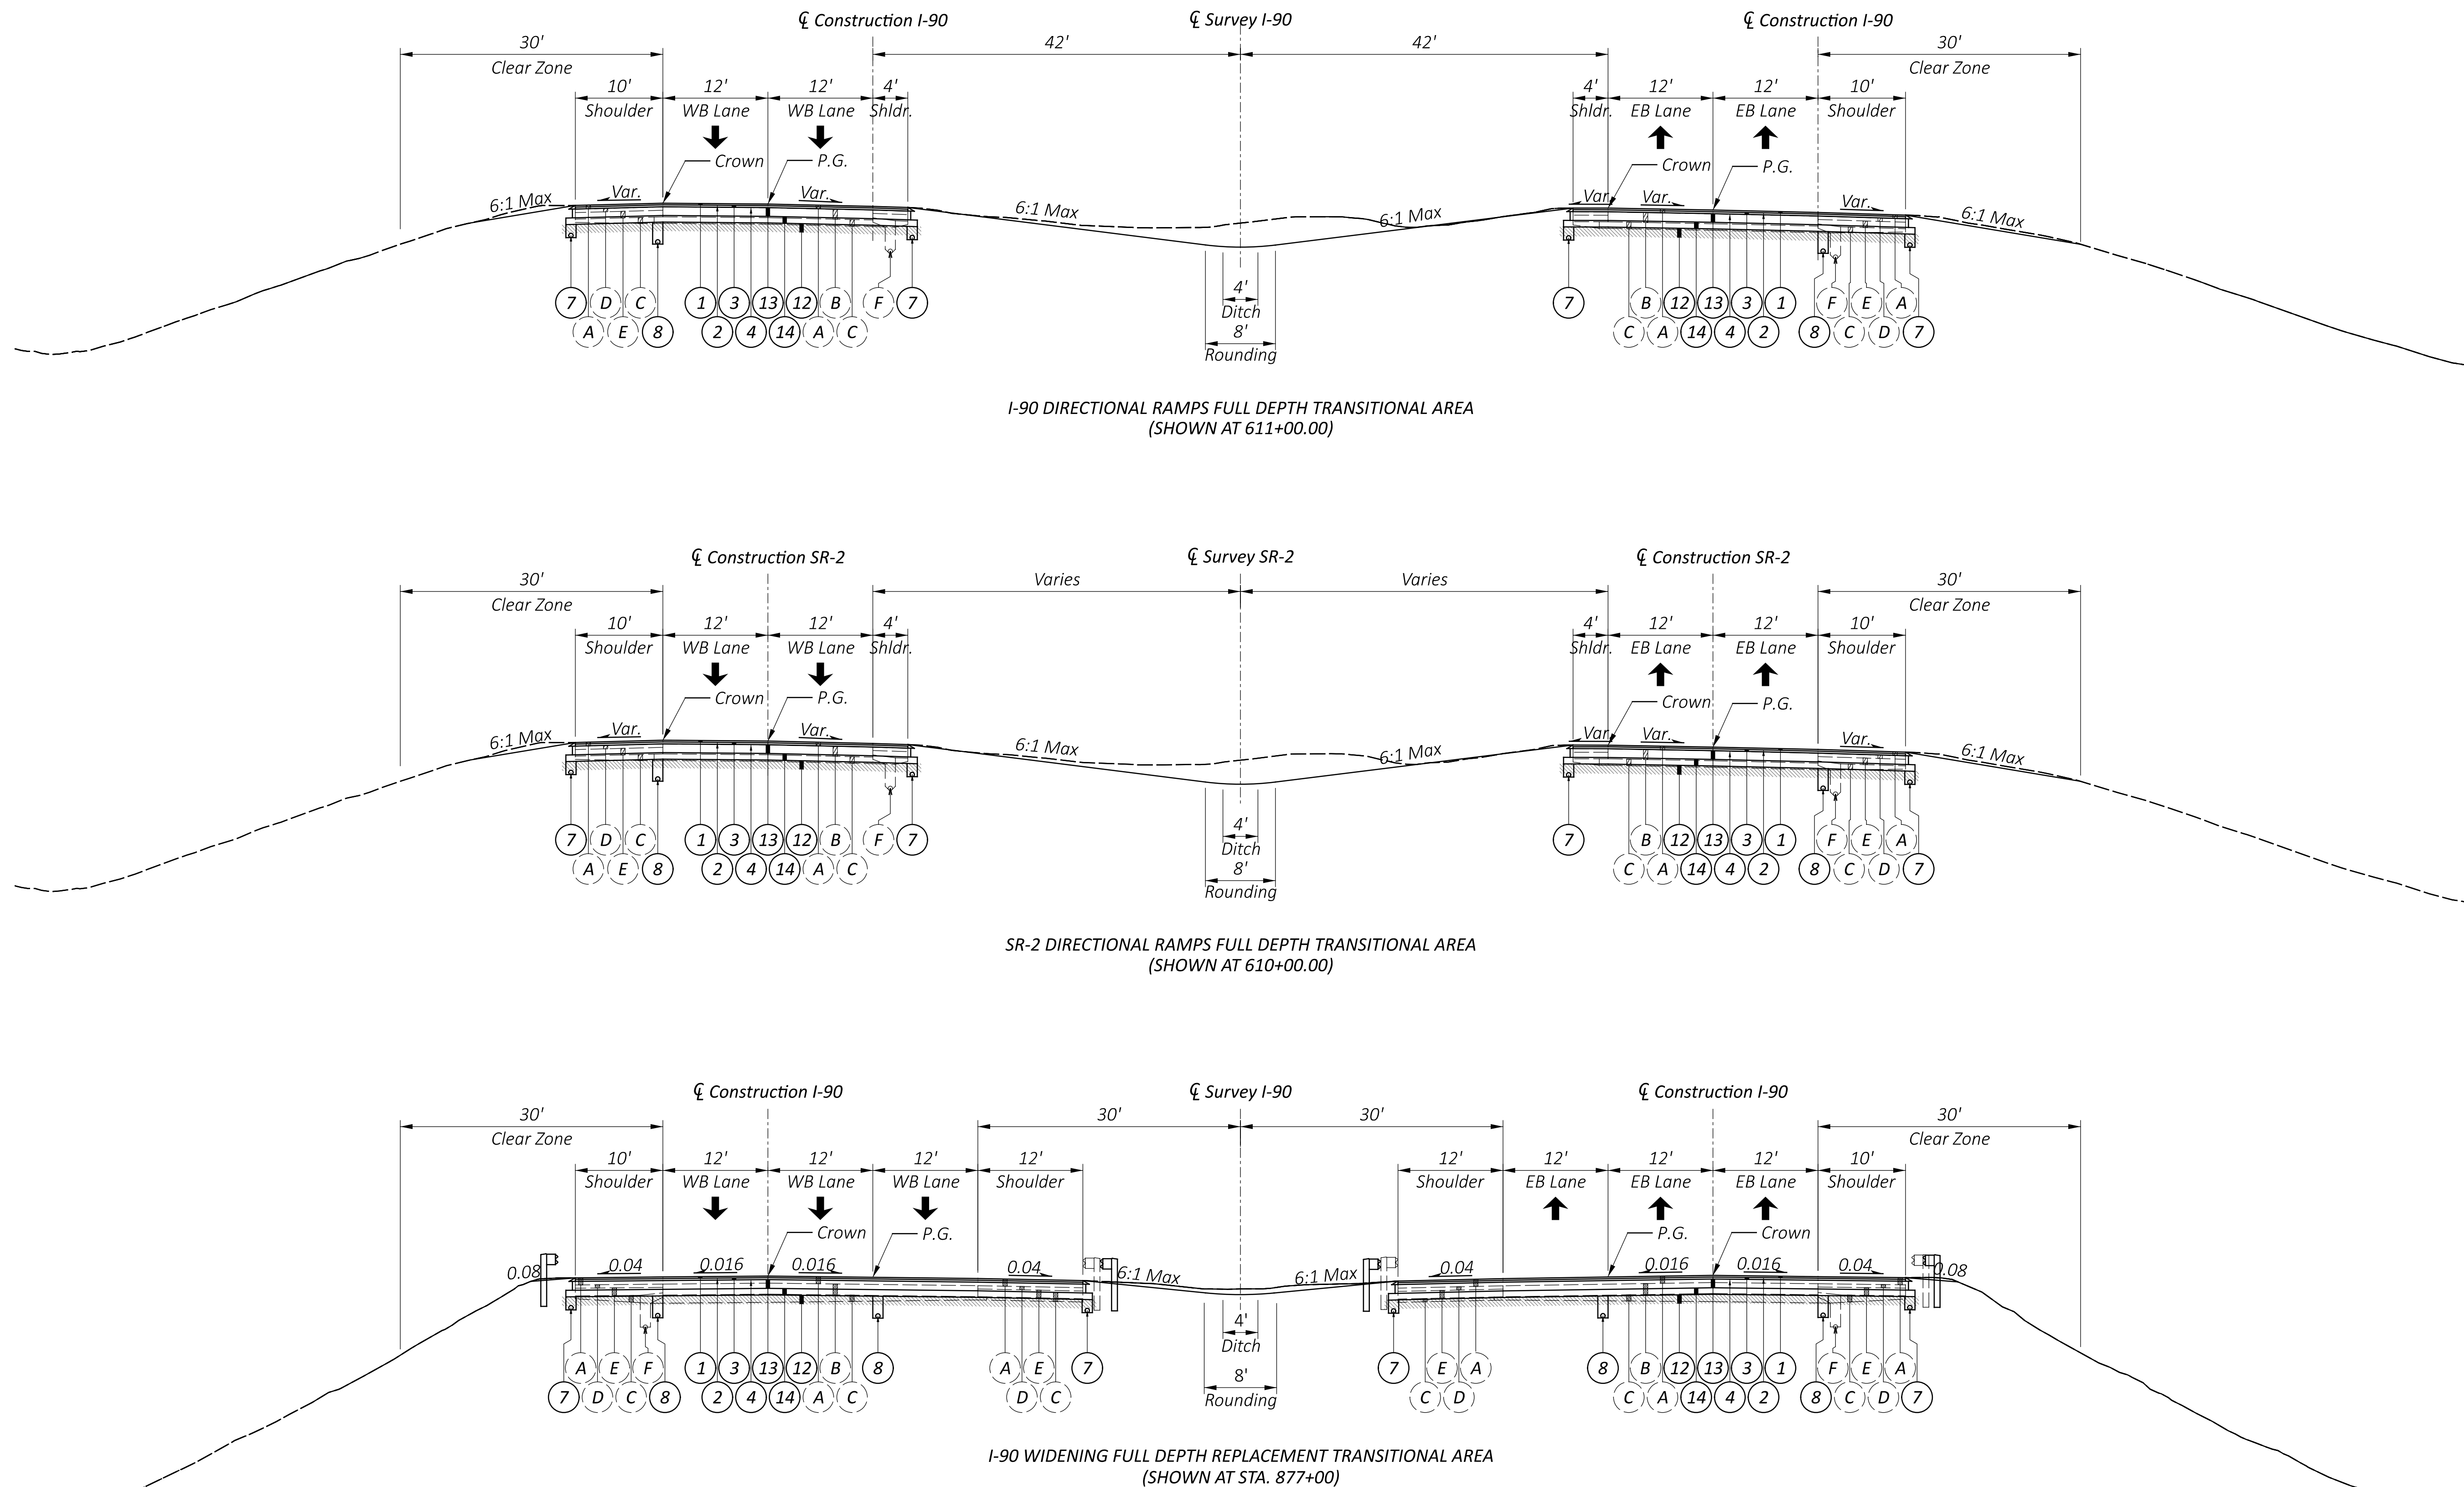 ℄ Construction I-90 ℄ Survey I-90 ℄ Construction I-90
30' 42' 42' 30'
Clear Zone Clear Zone
10' 12' 12' 4' 4' 12' 12' 10'
Shoulder WB Lane WB Lane Shldr. Shldr. EB Lane EB Lane Shoulder
Crown P.G. Crown P.G.
6:1 Max Var. Var. 6:1 Max 6:1 Max Var. Var. Var. 6:1 Max
7 D C 1 3 13 12 B F 7 4' 7 B 12 13 3 1 F E A
Ditch
A E 8 2 4 14 A C 8' C A 14 4 2 8 C D 7
Rounding
I-90 DIRECTIONAL RAMPS FULL DEPTH TRANSITIONAL AREA
(SHOWN AT 611+00.00)
℄ Construction SR-2 ℄ Survey SR-2 ℄ Construction SR-2
30' Varies Varies 30'
Clear Zone Clear Zone
10' 12' 12' 4' 4' 12' 12' 10'
Shoulder WB Lane WB Lane Shldr. Shldr. EB Lane EB Lane Shoulder
Crown P.G. Crown P.G.
6:1 Max Var. Var. 6:1 Max 6:1 Max Var. Var. Var. 6:1 Max
7 D C 1 3 13 12 B F 7 4' 7 B 12 13 3 1 F E A
Ditch
A E 8 2 4 14 A C 8' C A 14 4 2 8 C D 7
Rounding
SR-2 DIRECTIONAL RAMPS FULL DEPTH TRANSITIONAL AREA
(SHOWN AT 610+00.00)
℄ Construction I-90 ℄ Survey I-90 ℄ Construction I-90
30' 30' 30' 30'
Clear Zone Clear Zone
10' 12' 12' 12' 12' 12' 12' 12' 12' 10'
Shoulder WB Lane WB Lane WB Lane Shoulder Shoulder EB Lane EB Lane EB Lane Shoulder
Crown P.G. P.G. Crown
0.08 0.04 0.016 0.016 0.04 6:1 Max 6:1 Max 0.04 0.016 0.016 0.04 0.08
4'
Ditch
A E F 1 3 13 12 B 8 A E 7 7 E A 8 B 12 13 3 1 F E A
7 D C 8 2 4 14 A C D C 8' C D C A 14 4 2 8 C D 7
Rounding
I-90 WIDENING FULL DEPTH REPLACEMENT TRANSITIONAL AREA
(SHOWN AT STA. 877+00)